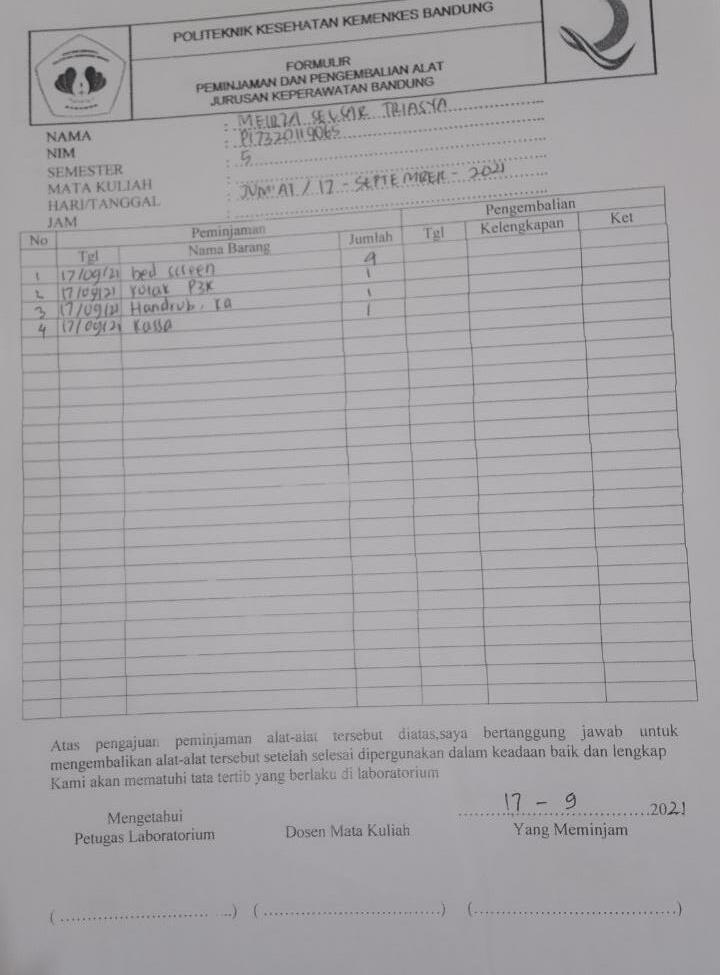 POLITEKNIK KESEHATAN KEMENKES BANDUNG
FORMULIR
PEMINJAMAN DAN PENGEMBALIAN ALAT
JURUSAN KEPERAWATAN BANDUNG
NAMA : MEIRZA SEKAR TRIASYA
NIM : P17320119065
SEMESTER : 5
MATA KULIAH :
HARI/TANGGAL : JUM'AT / 17 - SEPTEMBER - 2021
JAM :
No Peminjaman Pengembalian
Tgl Nama Barang Jumlah Tgl Kelengkapan Ket
1 17/09/21 bed screen 9
2 17/09/21 kotak P3K 1
3 17/09/21 Handrub, 1
4 17/09/21 Kassa 1
Atas pengajuan peminjaman alat-alat tersebut diatas,saya bertanggung jawab untuk
mengembalikan alat-alat tersebut setelah selesai dipergunakan dalam keadaan baik dan lengkap
Kami akan mematuhi tata tertib yang berlaku di laboratorium
17 - 9 2021
Mengetahui
Petugas Laboratorium Dosen Mata Kuliah Yang Meminjam
(..............................) (..............................) (..............................)